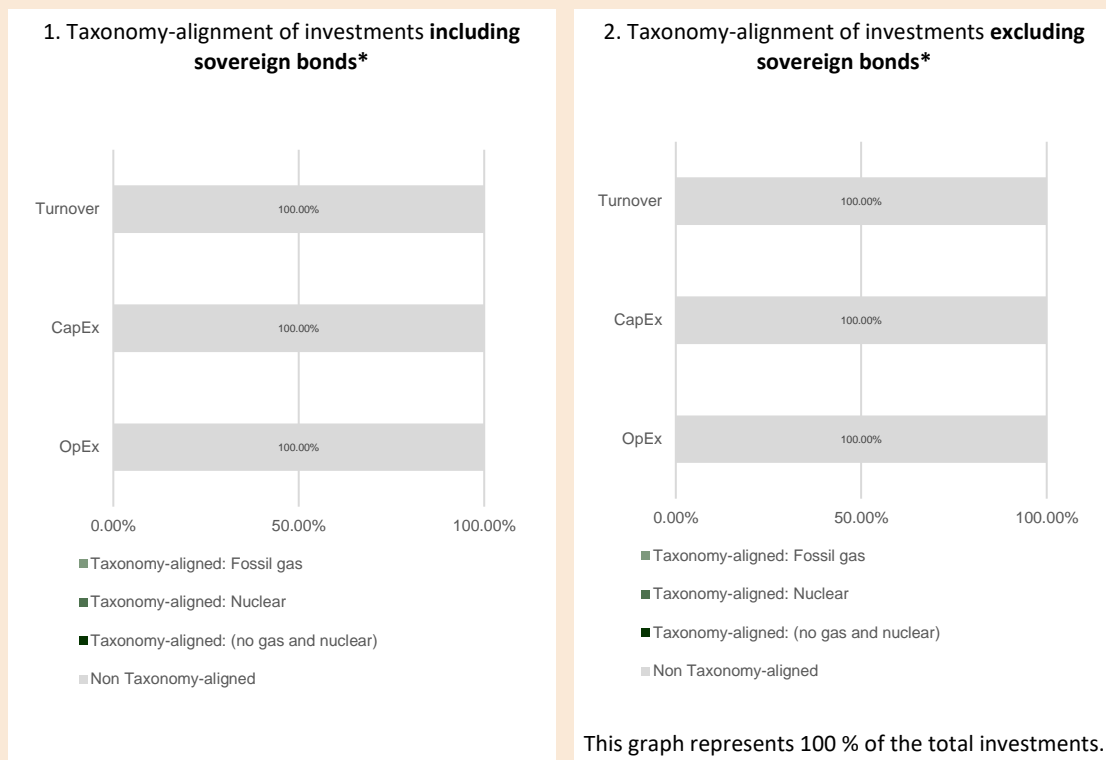 1. Taxonomy-alignment of investments including
sovereign bonds*
Turnover
100.00%
CapEx
100.00%
OpEx
100.00%
0.00%
50.00%
100.00%
Taxonomy-aligned: Fossil gas
Taxonomy-aligned: Nuclear
Taxonomy-aligned: (no gas and nuclear)
Non Taxonomy-aligned
2. Taxonomy-alignment of investments excluding
sovereign bonds*
Turnover
100.00%
CapEx
100.00%
OpEx
100.00%
0.00%
50.00%
100.00%
Taxonomy-aligned: Fossil gas
Taxonomy-aligned: Nuclear
Taxonomy-aligned: (no gas and nuclear)
Non Taxonomy-aligned
This graph represents 100 % of the total investments.